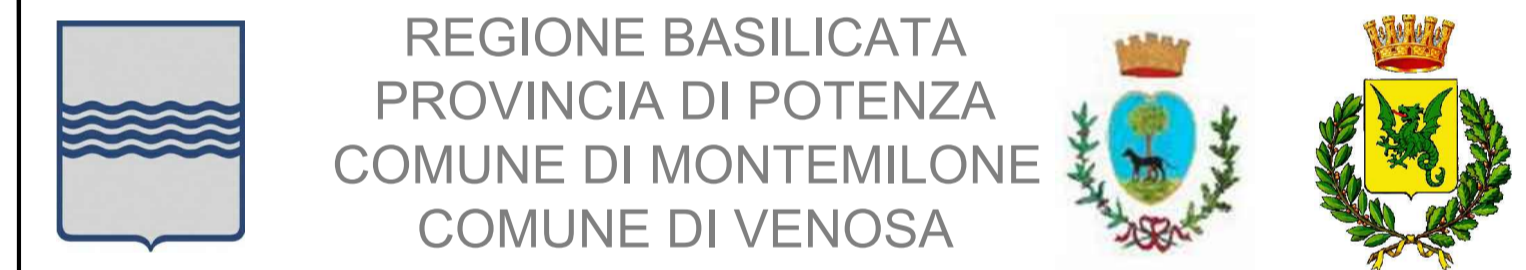 REGIONE BASILICATA
PROVINCIA DI POTENZA
COMUNE DI MONTEMILONE
COMUNE DI VENOSA